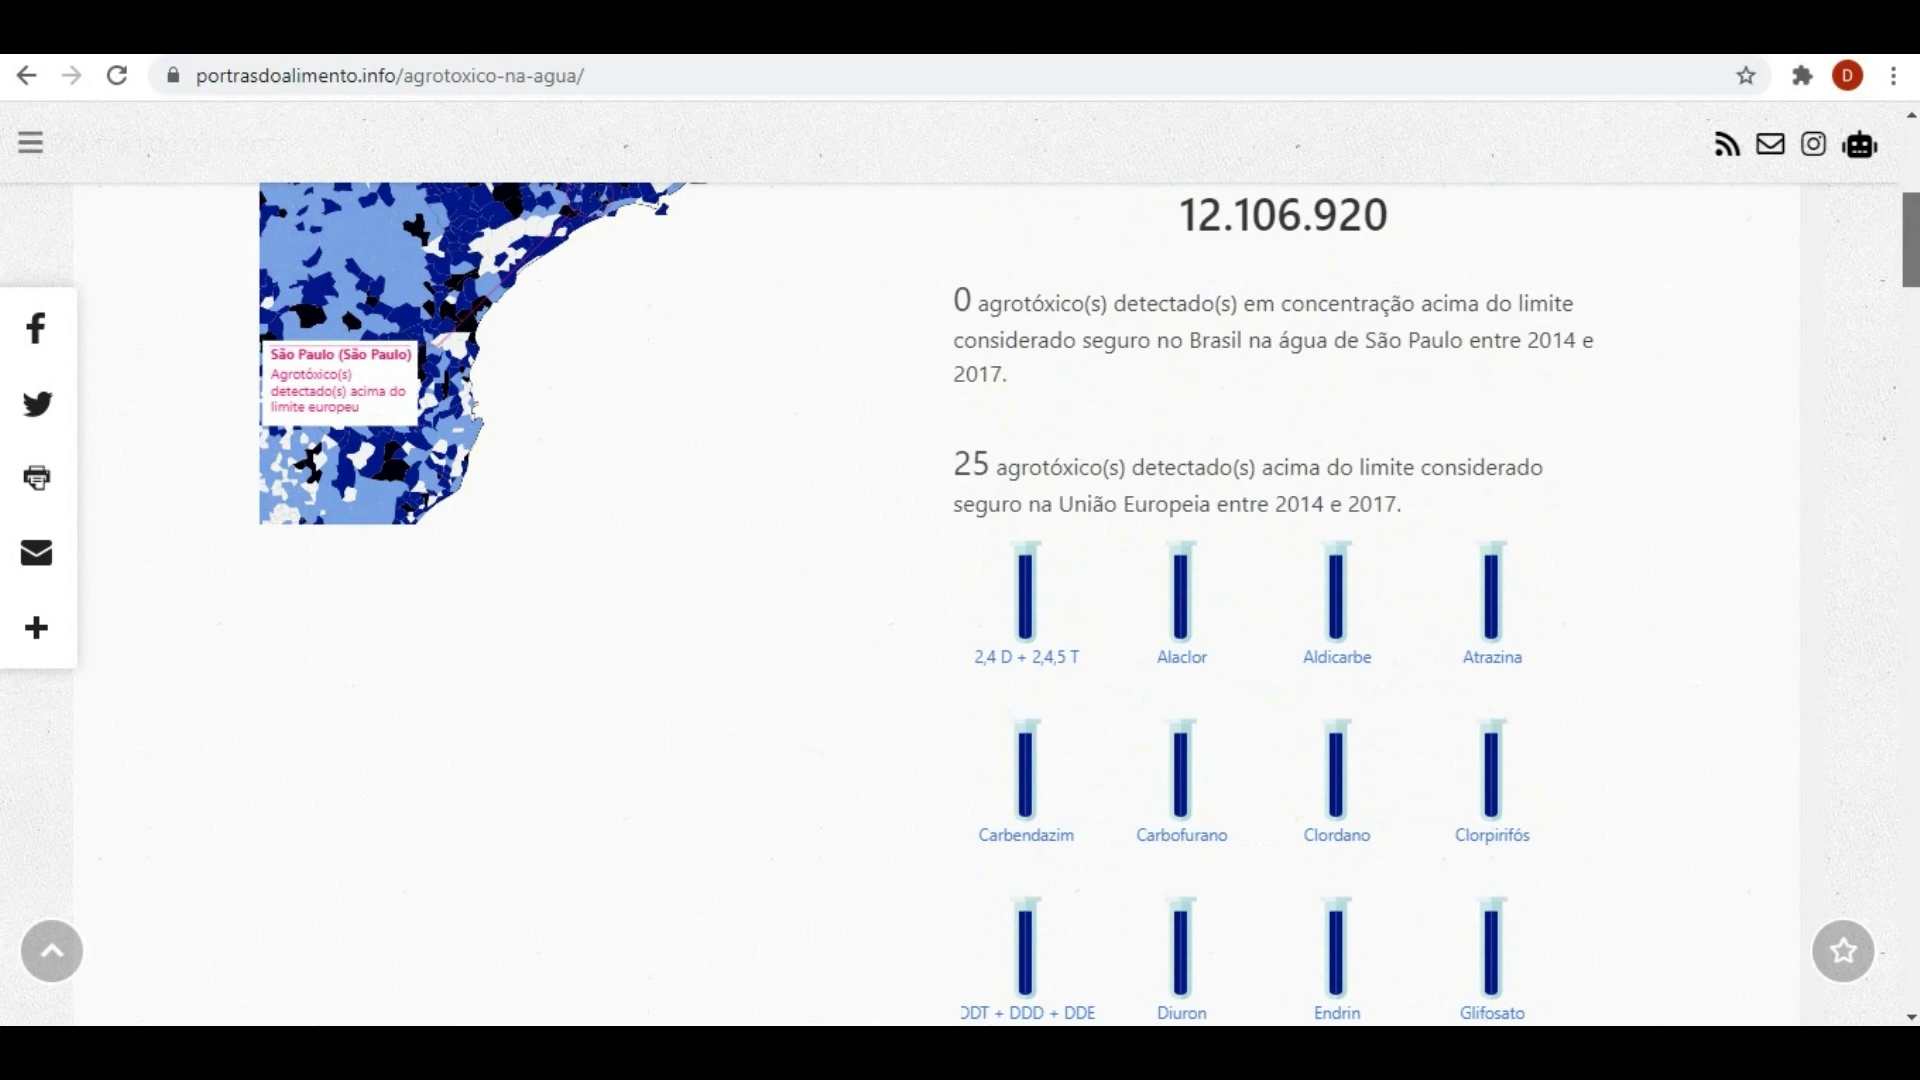 portrasdoalimento.info/agrotoxico-na-agua/
D
12.106.920
0 agrotóxico(s) detectado(s) em concentração acima do limite
considerado seguro no Brasil na água de São Paulo entre 2014 e
2017.
São Paulo (São Paulo)
Agrotóxico(s)
detectado(s) acima do
limite europeu
25 agrotóxico(s) detectado(s) acima do limite considerado
seguro na União Europeia entre 2014 e 2017.
2,4 D + 2,4,5 T
Alaclor
Aldicarbe
Atrazina
Carbendazim
Carbofurano
Clordano
Clorpirifós
DDT + DDD + DDE
Diuron
Endrin
Glifosato